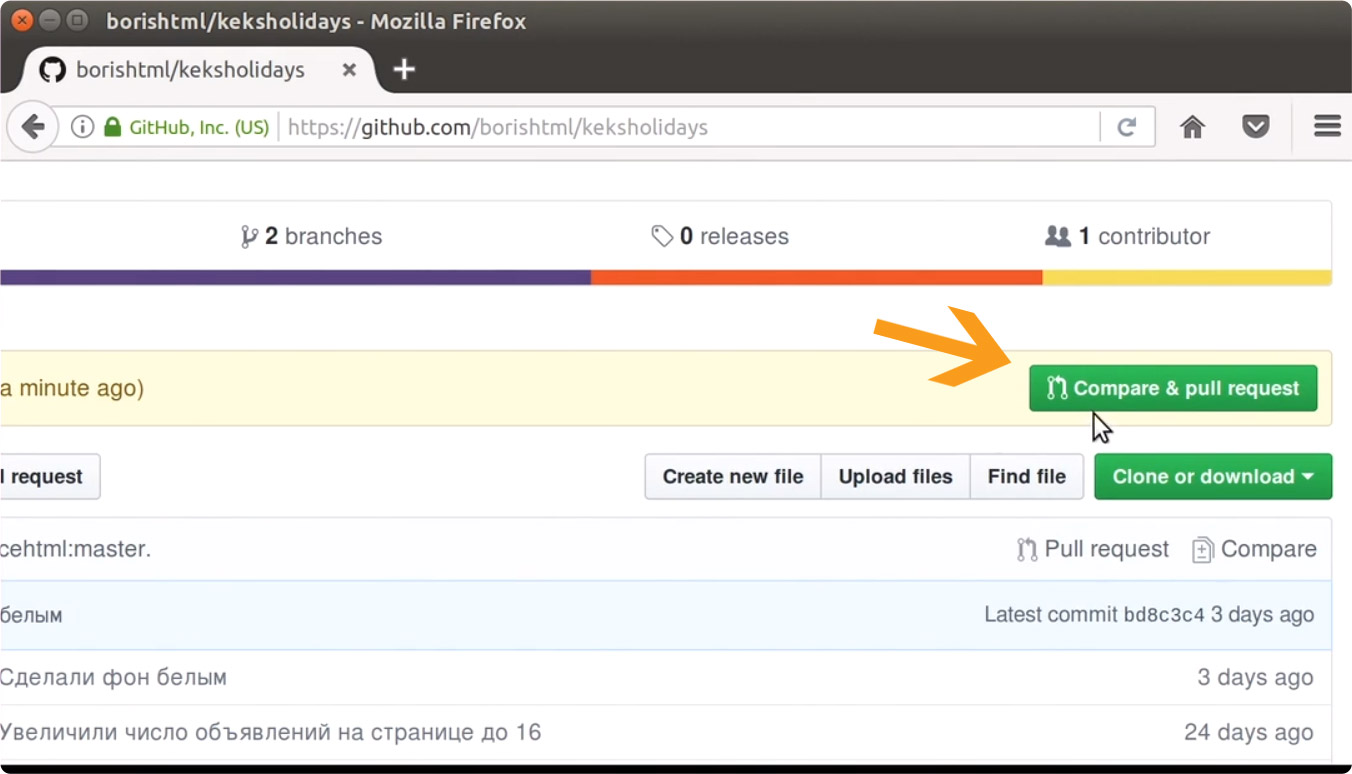 borishtml/keksholidays - Mozilla Firefox
borishtml/keksholidays
GitHub, Inc. (US) https://github.com/borishtml/keksholidays
2 branches 0 releases 1 contributor
a minute ago) Compare & pull request
request Create new file Upload files Find file Clone or download
cehtml:master. Pull request Compare
белым Latest commit bd8c3c4 3 days ago
Сделали фон белым 3 days ago
Увеличили число объявлений на странице до 16 24 days ago